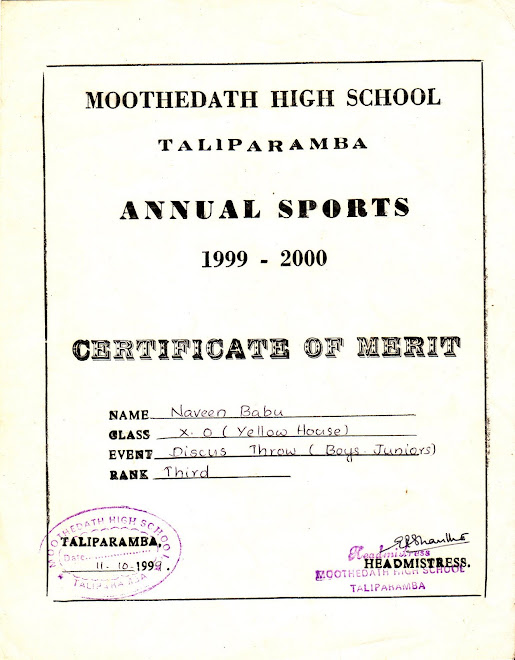 MOOTHEDATH HIGH SCHOOL
TALIPARAMBA
ANNUAL SPORTS
1999 - 2000
CERTIFICATE OF MERIT
NAME Naveen Babu
CLASS X. O (Yellow House)
EVENT Discus Throw (Boys. Juniors)
RANK Third
MOOTHEDATH HIGH SCHOOL
TALIPARAMBA.
Date
11-10-1999.
TALIPARAMBA
Headmistress
HEADMISTRESS.
MOOTHEDATH HIGH SCHOOL
TALIPARAMBA